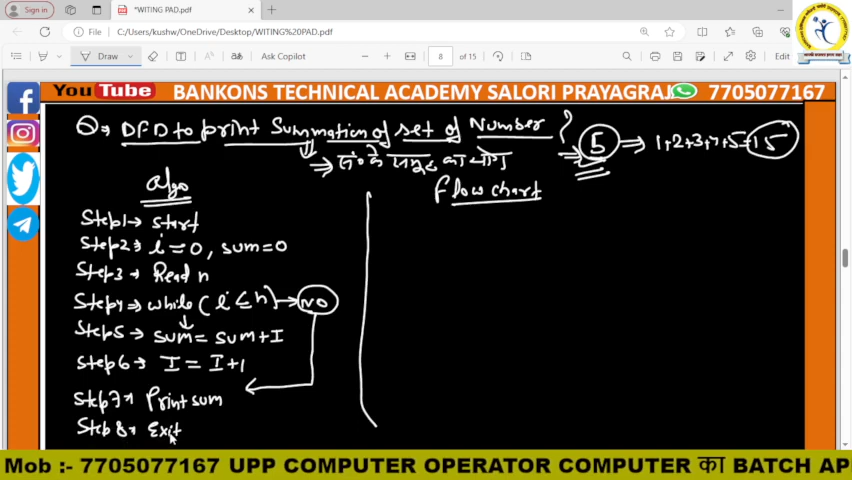 Sign in
*WITING PAD.pdf
C:/Users/kushw/OneDrive/Desktop/WITING%20PAD.pdf
Draw
Ask Copilot
8 of 15
Edit
YouTube BANKONS TECHNICAL ACADEMY SALORI PRAYAGRAJ 7705077167
Q→ DFD to print Summation of set of Number ?
5 ⇒ 1+2+3+4+5=15
⇒ सं० के समूह का योग
algo
flow chart
Step1→ start
Step2→ i=0, sum=0
Step3→ Read n
Step4→ while (i≤n)→NO
Step5→ sum = sum+I
Step6→ I = I+1
Step7→ Print sum
Step8→ Exit
Mob :- 7705077167 UPP COMPUTER OPERATOR COMPUTER का BATCH AP